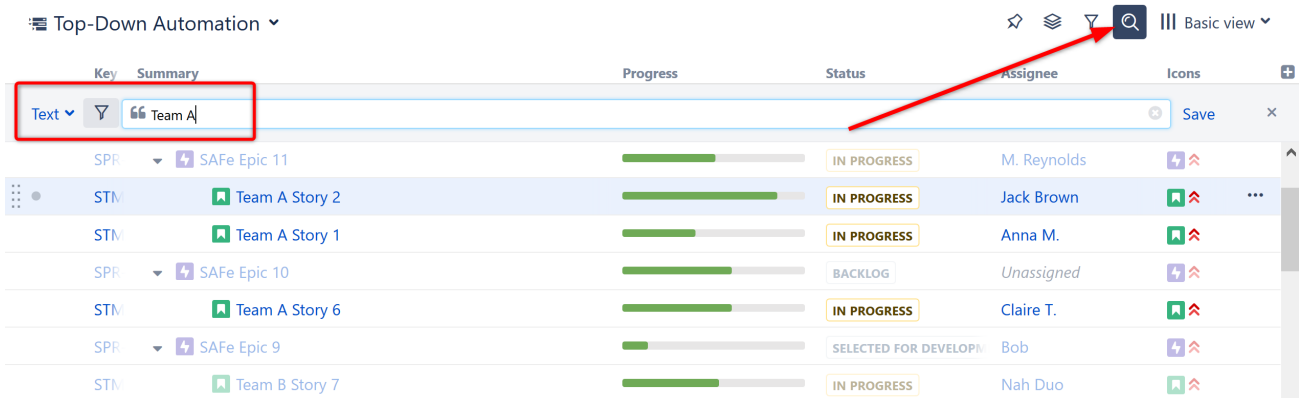 Top-Down Automation Basic view
Key Summary Progress Status Assignee Icons
Text Team A Save
SPR SAFe Epic 11 IN PROGRESS M. Reynolds
STM Team A Story 2 IN PROGRESS Jack Brown
STM Team A Story 1 IN PROGRESS Anna M.
SPR SAFe Epic 10 BACKLOG Unassigned
STM Team A Story 6 IN PROGRESS Claire T.
SPR SAFe Epic 9 SELECTED FOR DEVELOPM Bob
STM Team B Story 7 IN PROGRESS Nah Duo